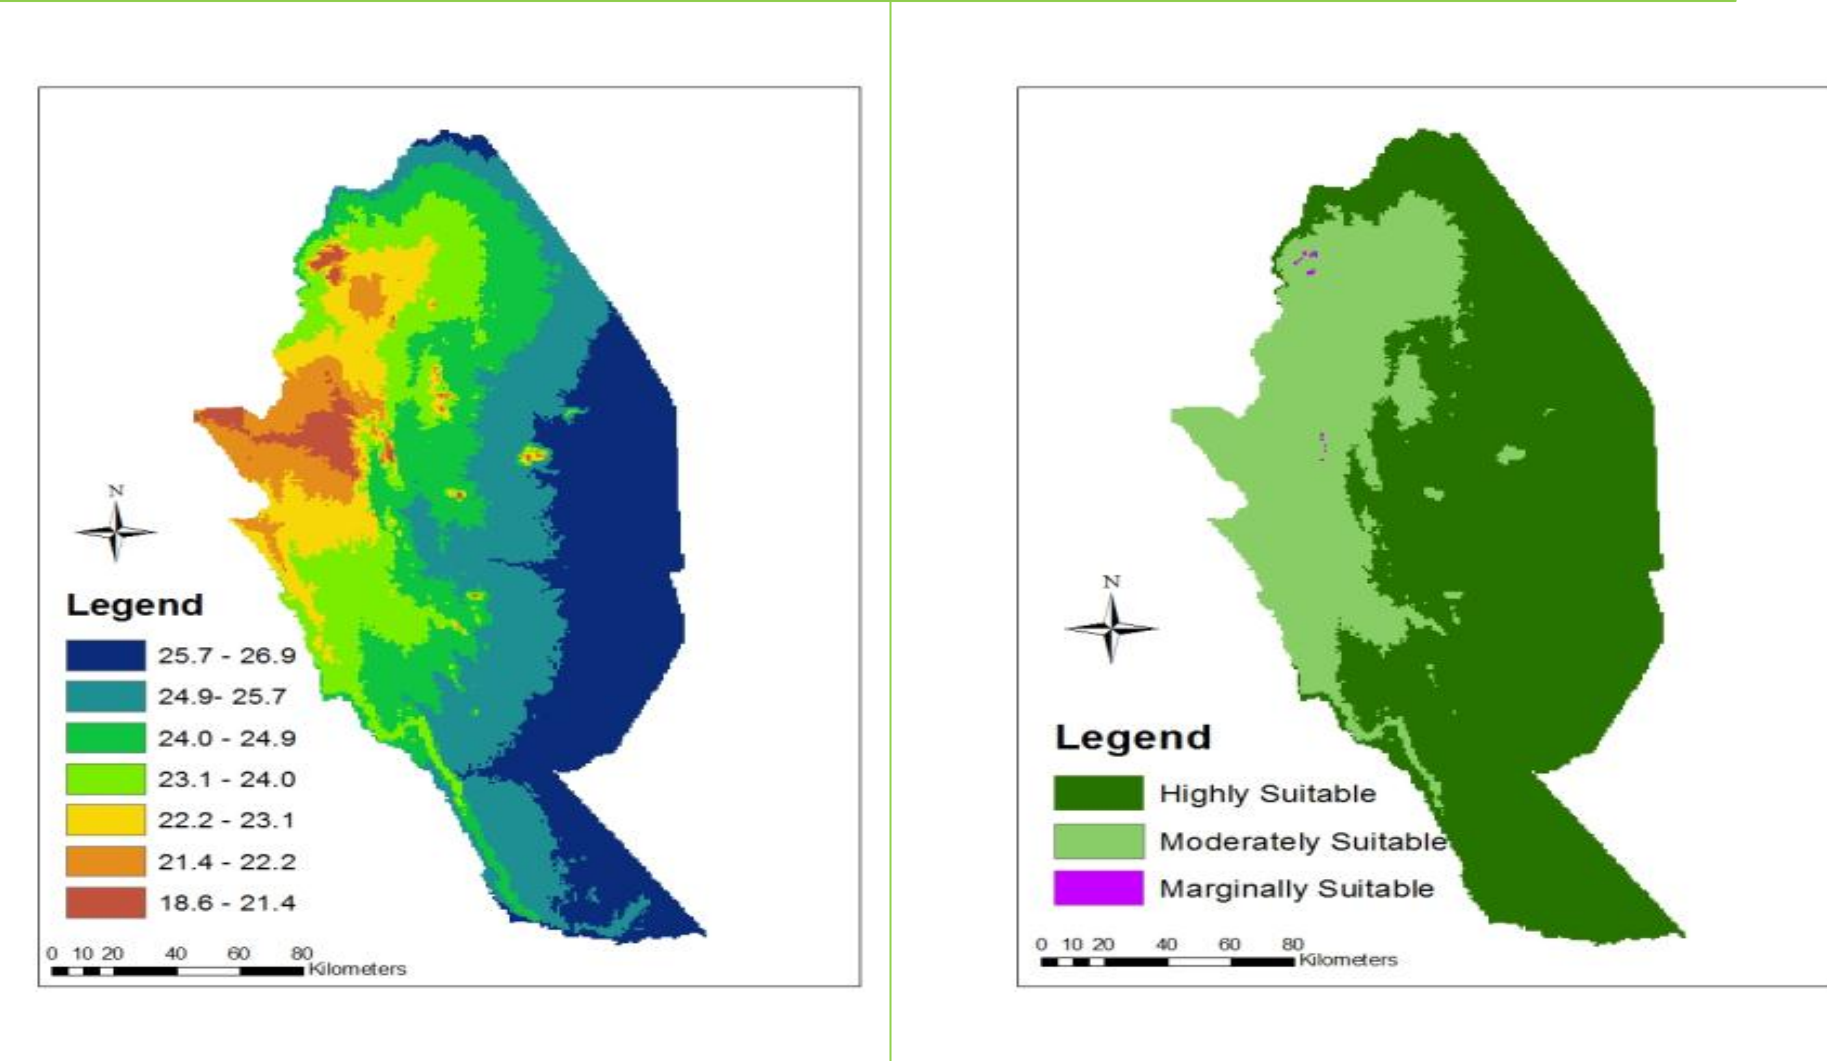 N
Legend
25.7 - 26.9
24.9- 25.7
24.0 - 24.9
23.1 - 24.0
22.2 - 23.1
21.4 - 22.2
18.6 - 21.4
0 10 20 40 60 80
Kilometers
N
Legend
Highly Suitable
Moderately Suitable
Marginally Suitable
0 10 20 40 60 80
Kilometers